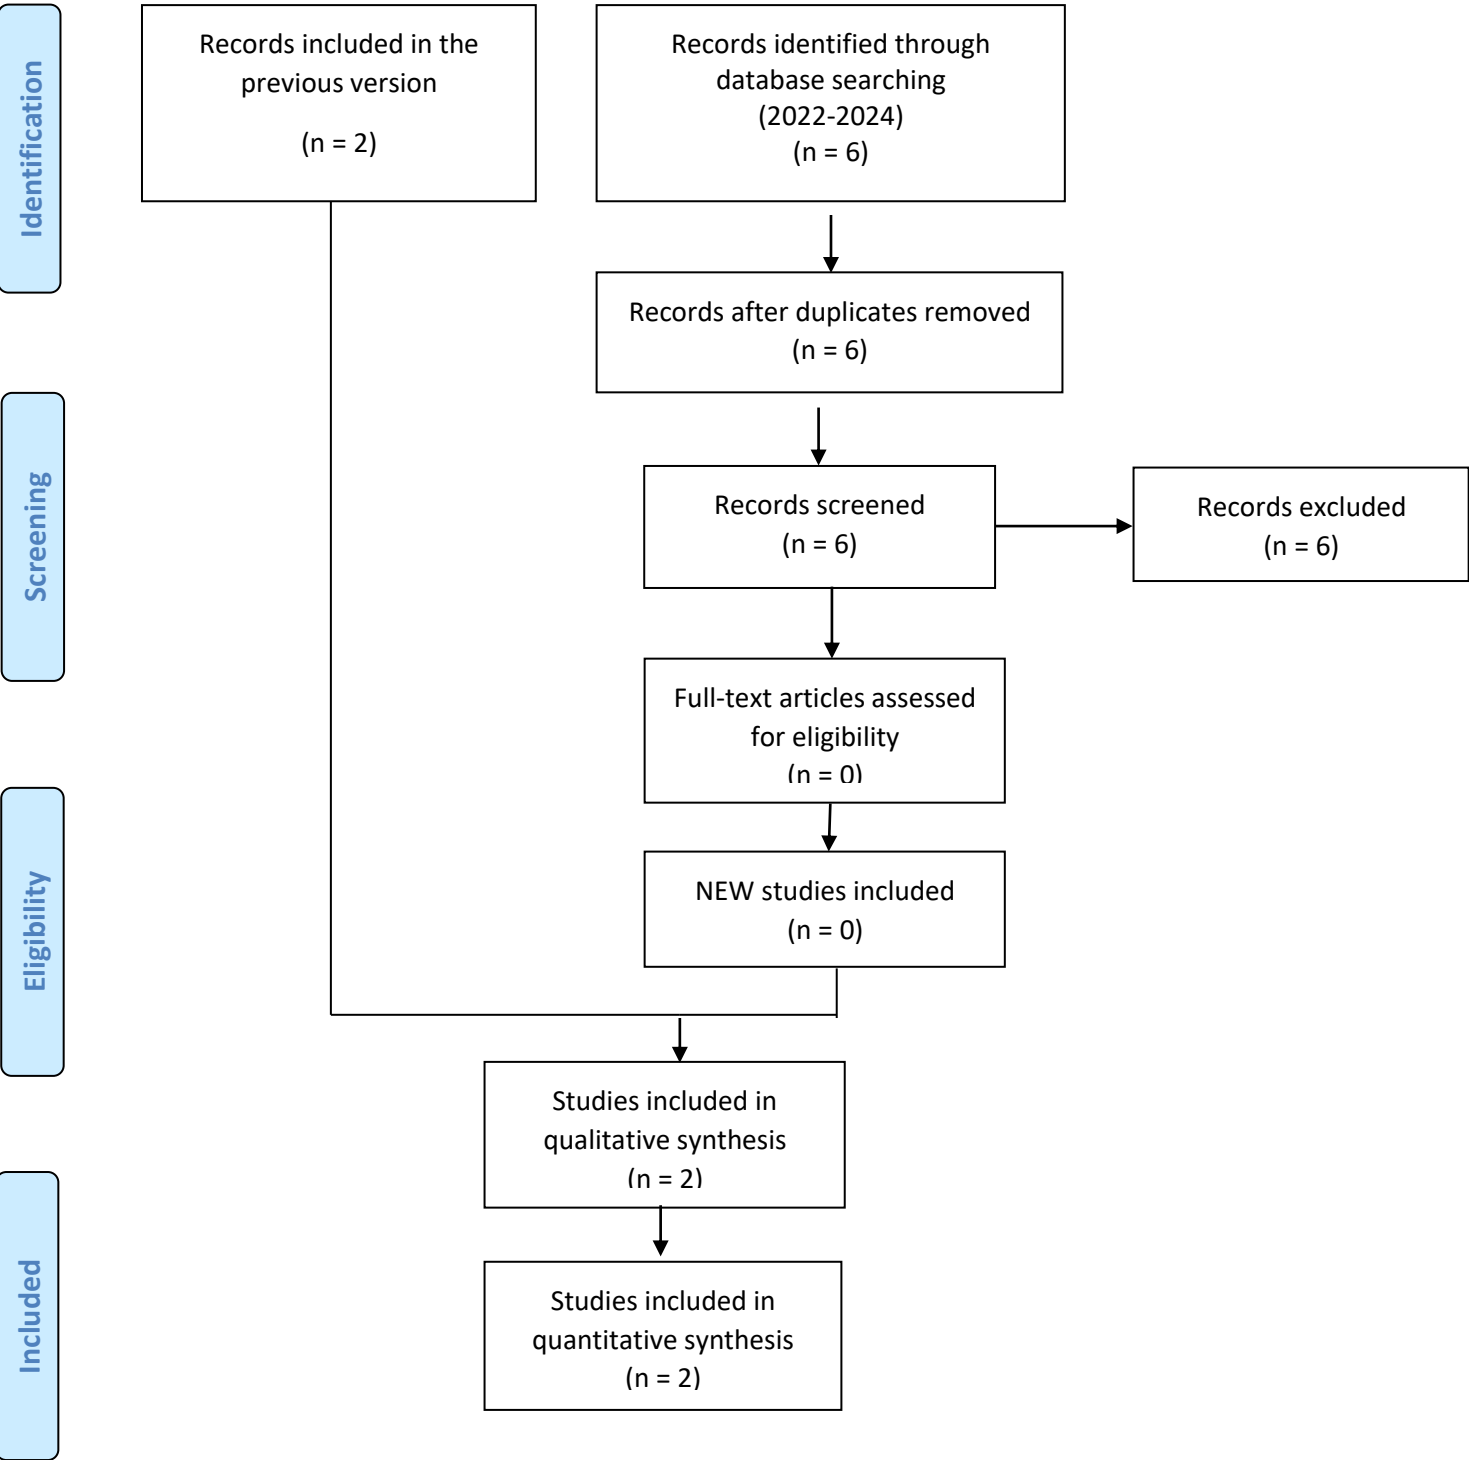 Identification
Records included in the
previous version
(n = 2)
Records identified through
database searching
(2022-2024)
(n = 6)
Records after duplicates removed
(n = 6)
Screening
Records screened
(n = 6)
Records excluded
(n = 6)
Full-text articles assessed
for eligibility
(n = 0)
Eligibility
NEW studies included
(n = 0)
Studies included in
qualitative synthesis
(n = 2)
Included
Studies included in
quantitative synthesis
(n = 2)